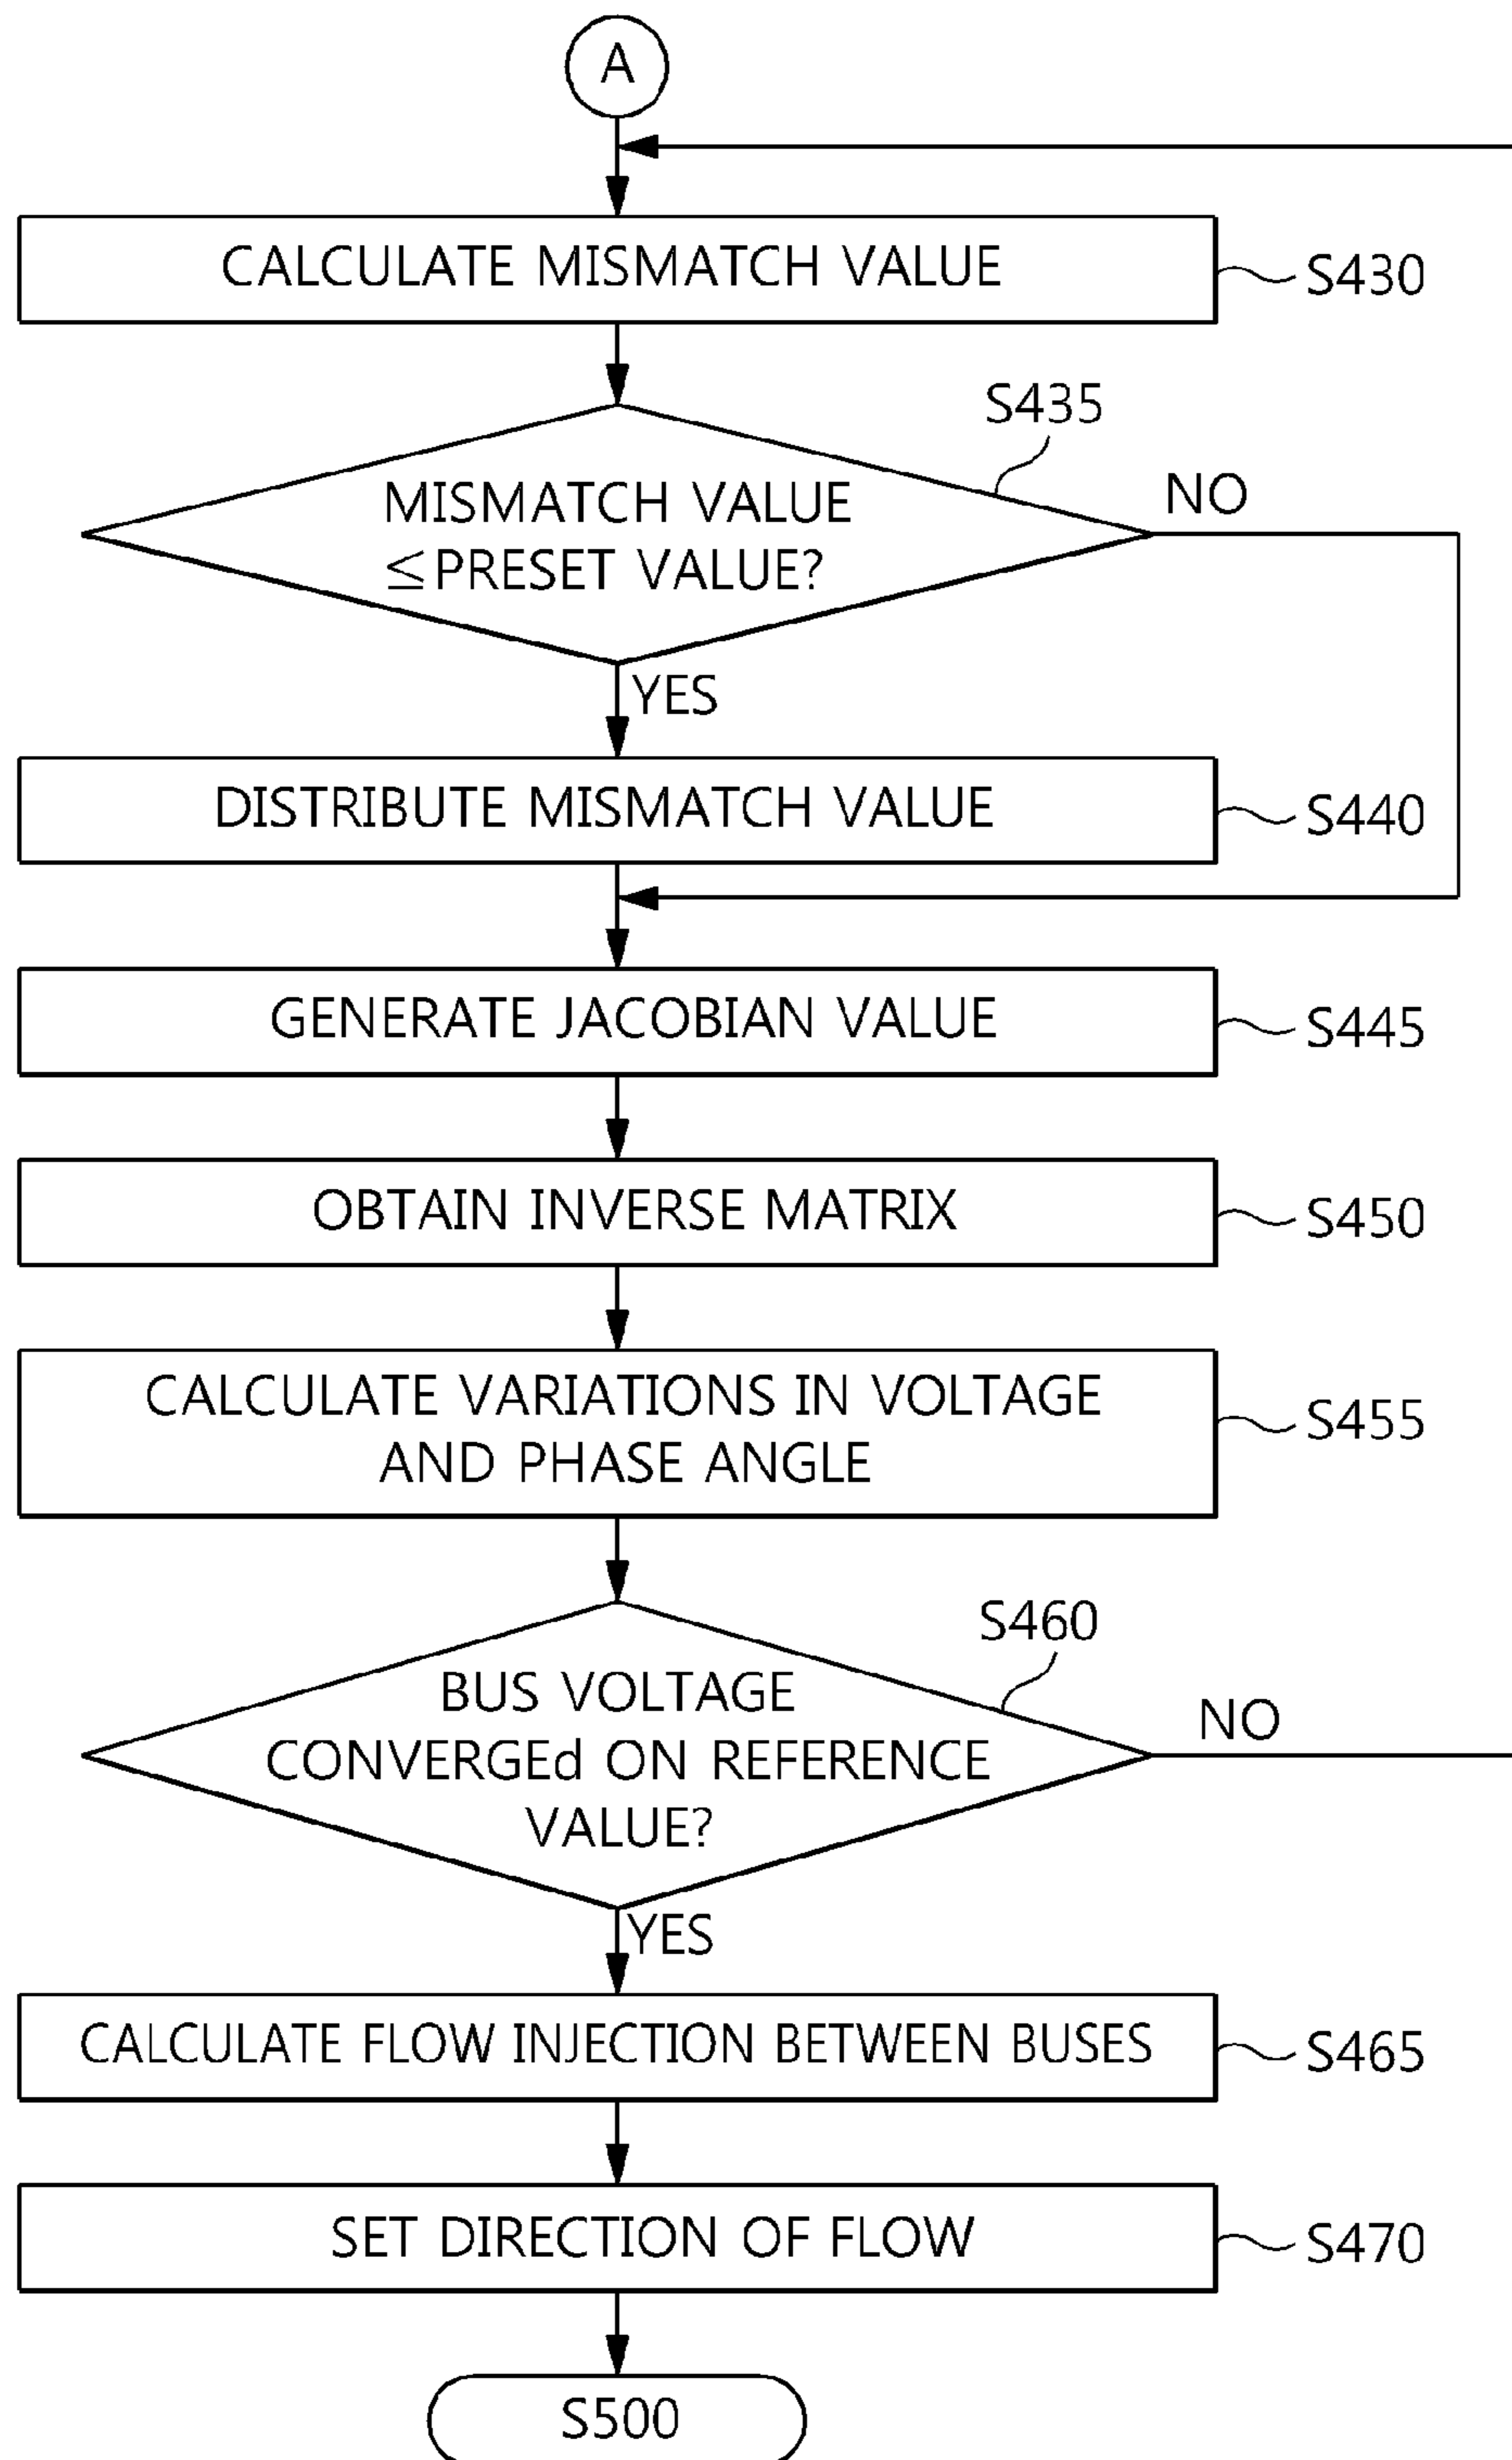 A
CALCULATE MISMATCH VALUE
S430
S435
MISMATCH VALUE
≤PRESET VALUE?
NO
YES
DISTRIBUTE MISMATCH VALUE
S440
GENERATE JACOBIAN VALUE
S445
OBTAIN INVERSE MATRIX
S450
CALCULATE VARIATIONS IN VOLTAGE
AND PHASE ANGLE
S455
S460
BUS VOLTAGE
CONVERGEd ON REFERENCE
VALUE?
NO
YES
CALCULATE FLOW INJECTION BETWEEN BUSES
S465
SET DIRECTION OF FLOW
S470
S500